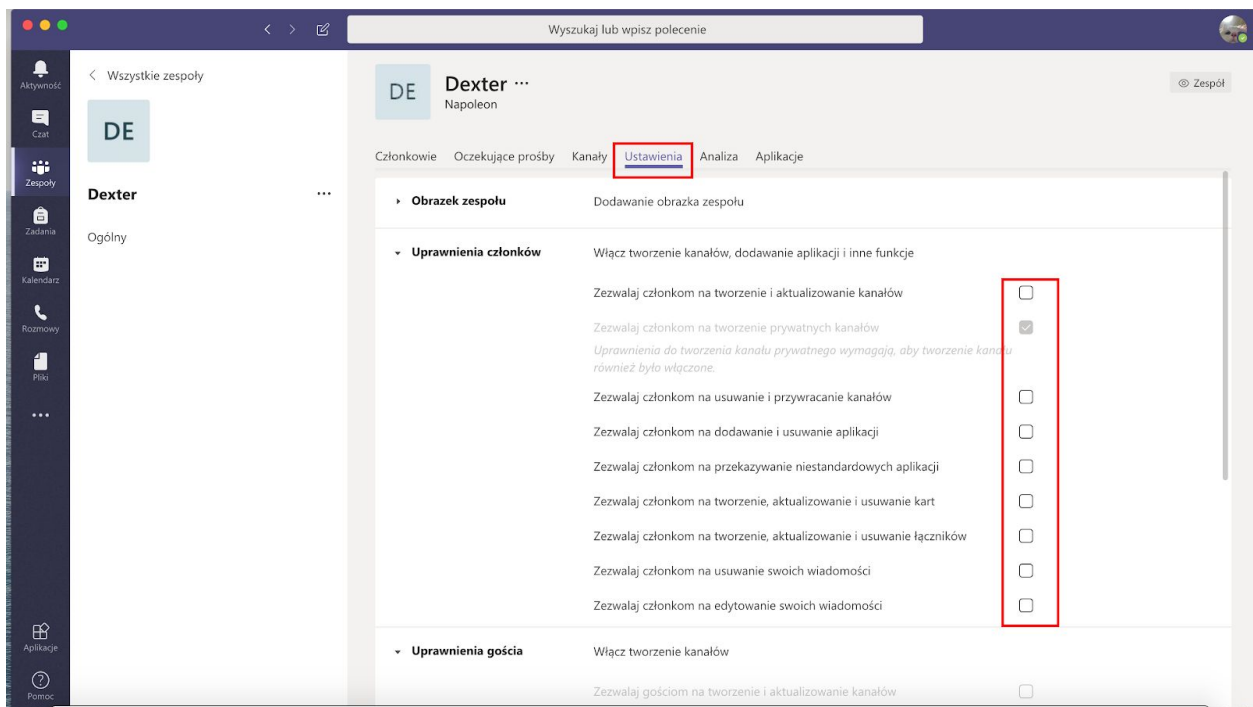 Wyszukaj lub wpisz polecenie
Aktywność
Czat
Zespoły
Zadania
Kalendarz
Rozmowy
Pliki
Aplikacje
Pomoc
Wszystkie zespoły
DE
Dexter
Ogólny
DE
Dexter
Napoleon
Zespół
Członkowie Oczekujące prośby Kanały Ustawienia Analiza Aplikacje
Obrazek zespołu Dodawanie obrazka zespołu
Uprawnienia członków Włącz tworzenie kanałów, dodawanie aplikacji i inne funkcje
Zezwalaj członkom na tworzenie i aktualizowanie kanałów
Zezwalaj członkom na tworzenie prywatnych kanałów
Uprawnienia do tworzenia kanału prywatnego wymagają, aby tworzenie kanału
również było włączone.
Zezwalaj członkom na usuwanie i przywracanie kanałów
Zezwalaj członkom na dodawanie i usuwanie aplikacji
Zezwalaj członkom na przekazywanie niestandardowych aplikacji
Zezwalaj członkom na tworzenie, aktualizowanie i usuwanie kart
Zezwalaj członkom na tworzenie, aktualizowanie i usuwanie łączników
Zezwalaj członkom na usuwanie swoich wiadomości
Zezwalaj członkom na edytowanie swoich wiadomości
Uprawnienia gościa Włącz tworzenie kanałów
Zezwalaj gościom na tworzenie i aktualizowanie kanałów